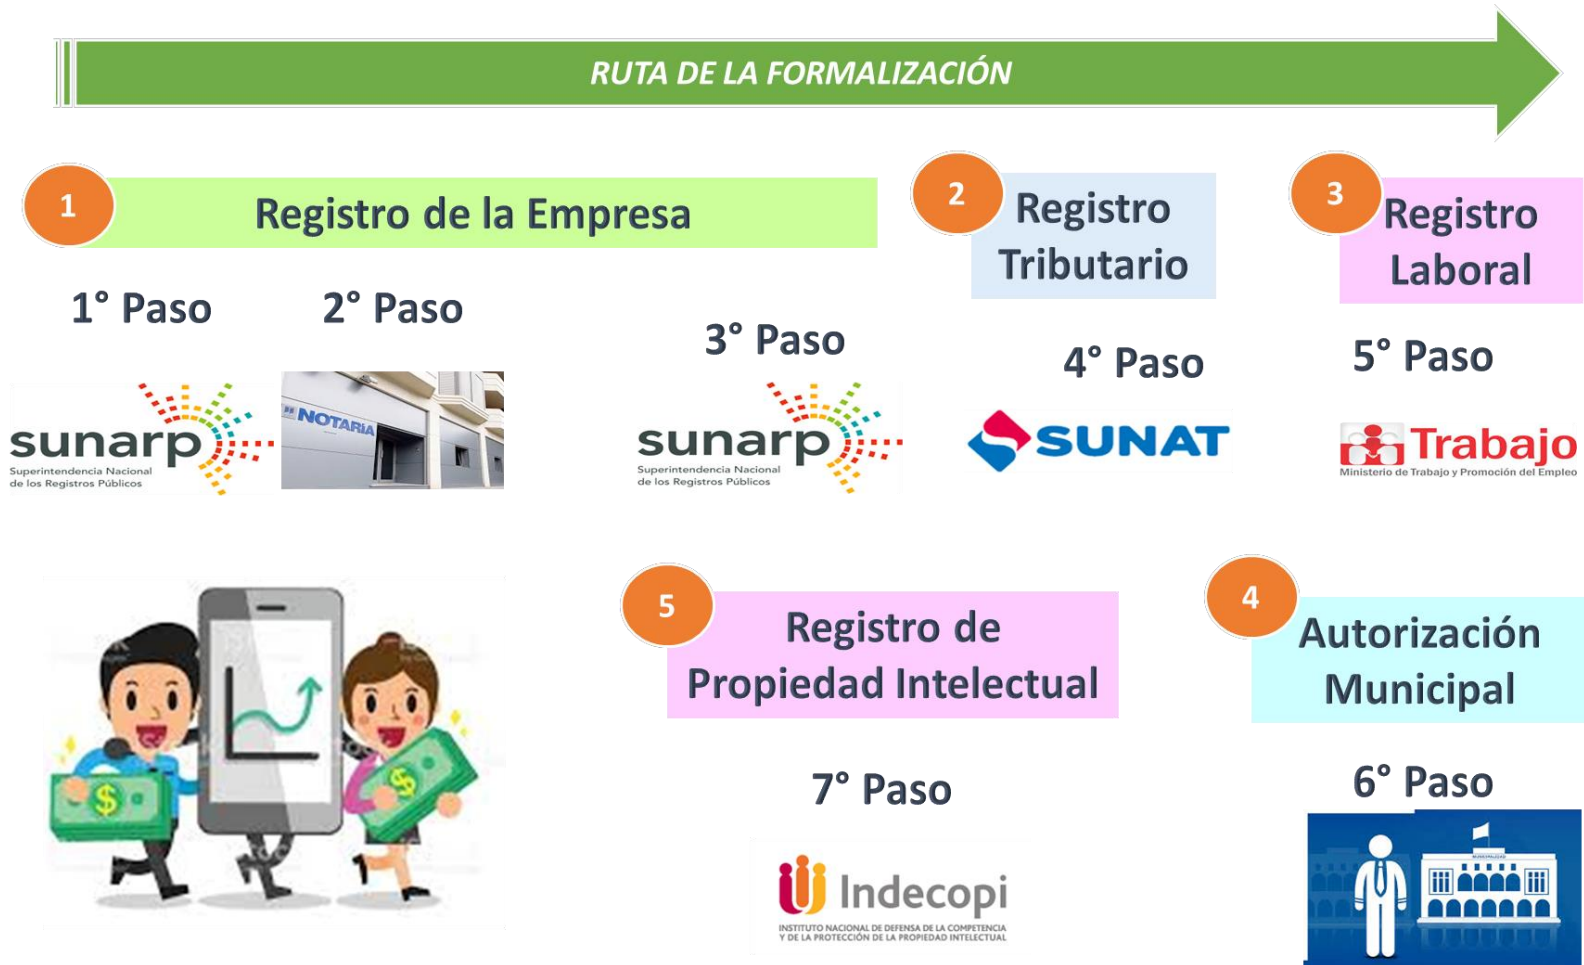 RUTA DE LA FORMALIZACIÓN
1
Registro de la Empresa
2
Registro
Tributario
3
Registro
Laboral
1° Paso
2° Paso
3° Paso
4° Paso
5° Paso
sunarp
Superintendencia Nacional
de los Registros Públicos
NOTARIA
sunarp
Superintendencia Nacional
de los Registros Públicos
SUNAT
Trabajo
Ministerio de Trabajo y Promoción del Empleo
5
Registro de
Propiedad Intelectual
4
Autorización
Municipal
7° Paso
6° Paso
Indecopi
INSTITUTO NACIONAL DE DEFENSA DE LA COMPETENCIA
Y DE LA PROTECCIÓN DE LA PROPIEDAD INTELECTUAL
$
$